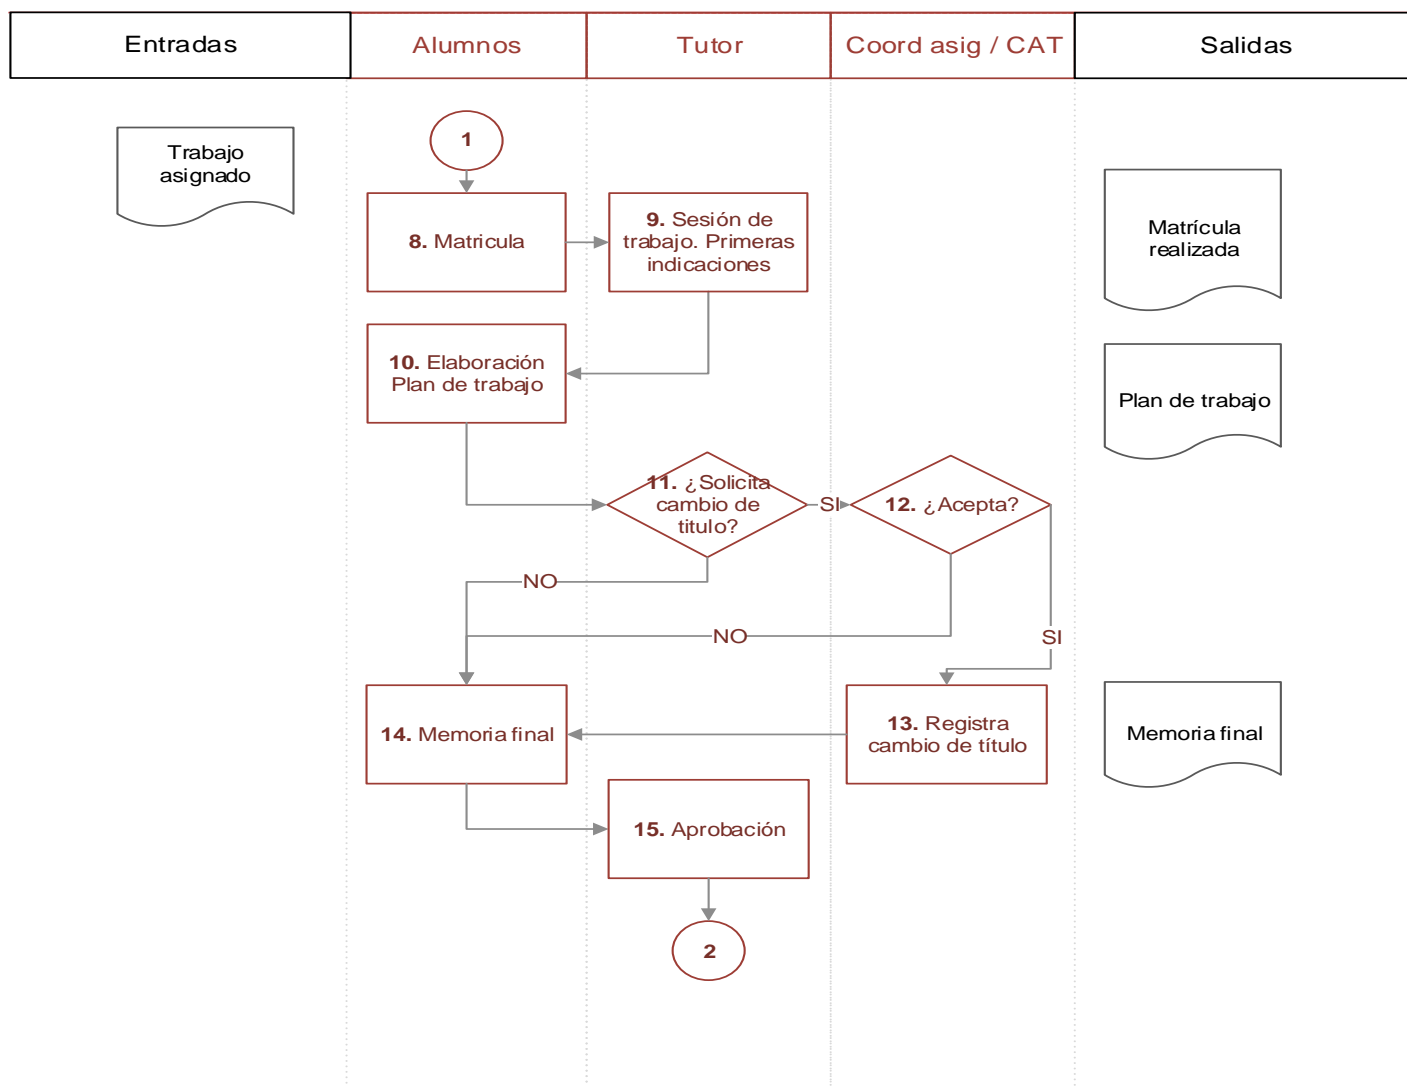 Entradas
Alumnos
Tutor
Coord asig / CAT
Salidas
Trabajo
asignado
1
8. Matricula
9. Sesión de
trabajo. Primeras
indicaciones
Matrícula
realizada
10. Elaboración
Plan de trabajo
Plan de trabajo
11. ¿Solicita
cambio de
titulo?
SI
12. ¿Acepta?
NO
NO
SI
14. Memoria final
13. Registra
cambio de título
Memoria final
15. Aprobación
2